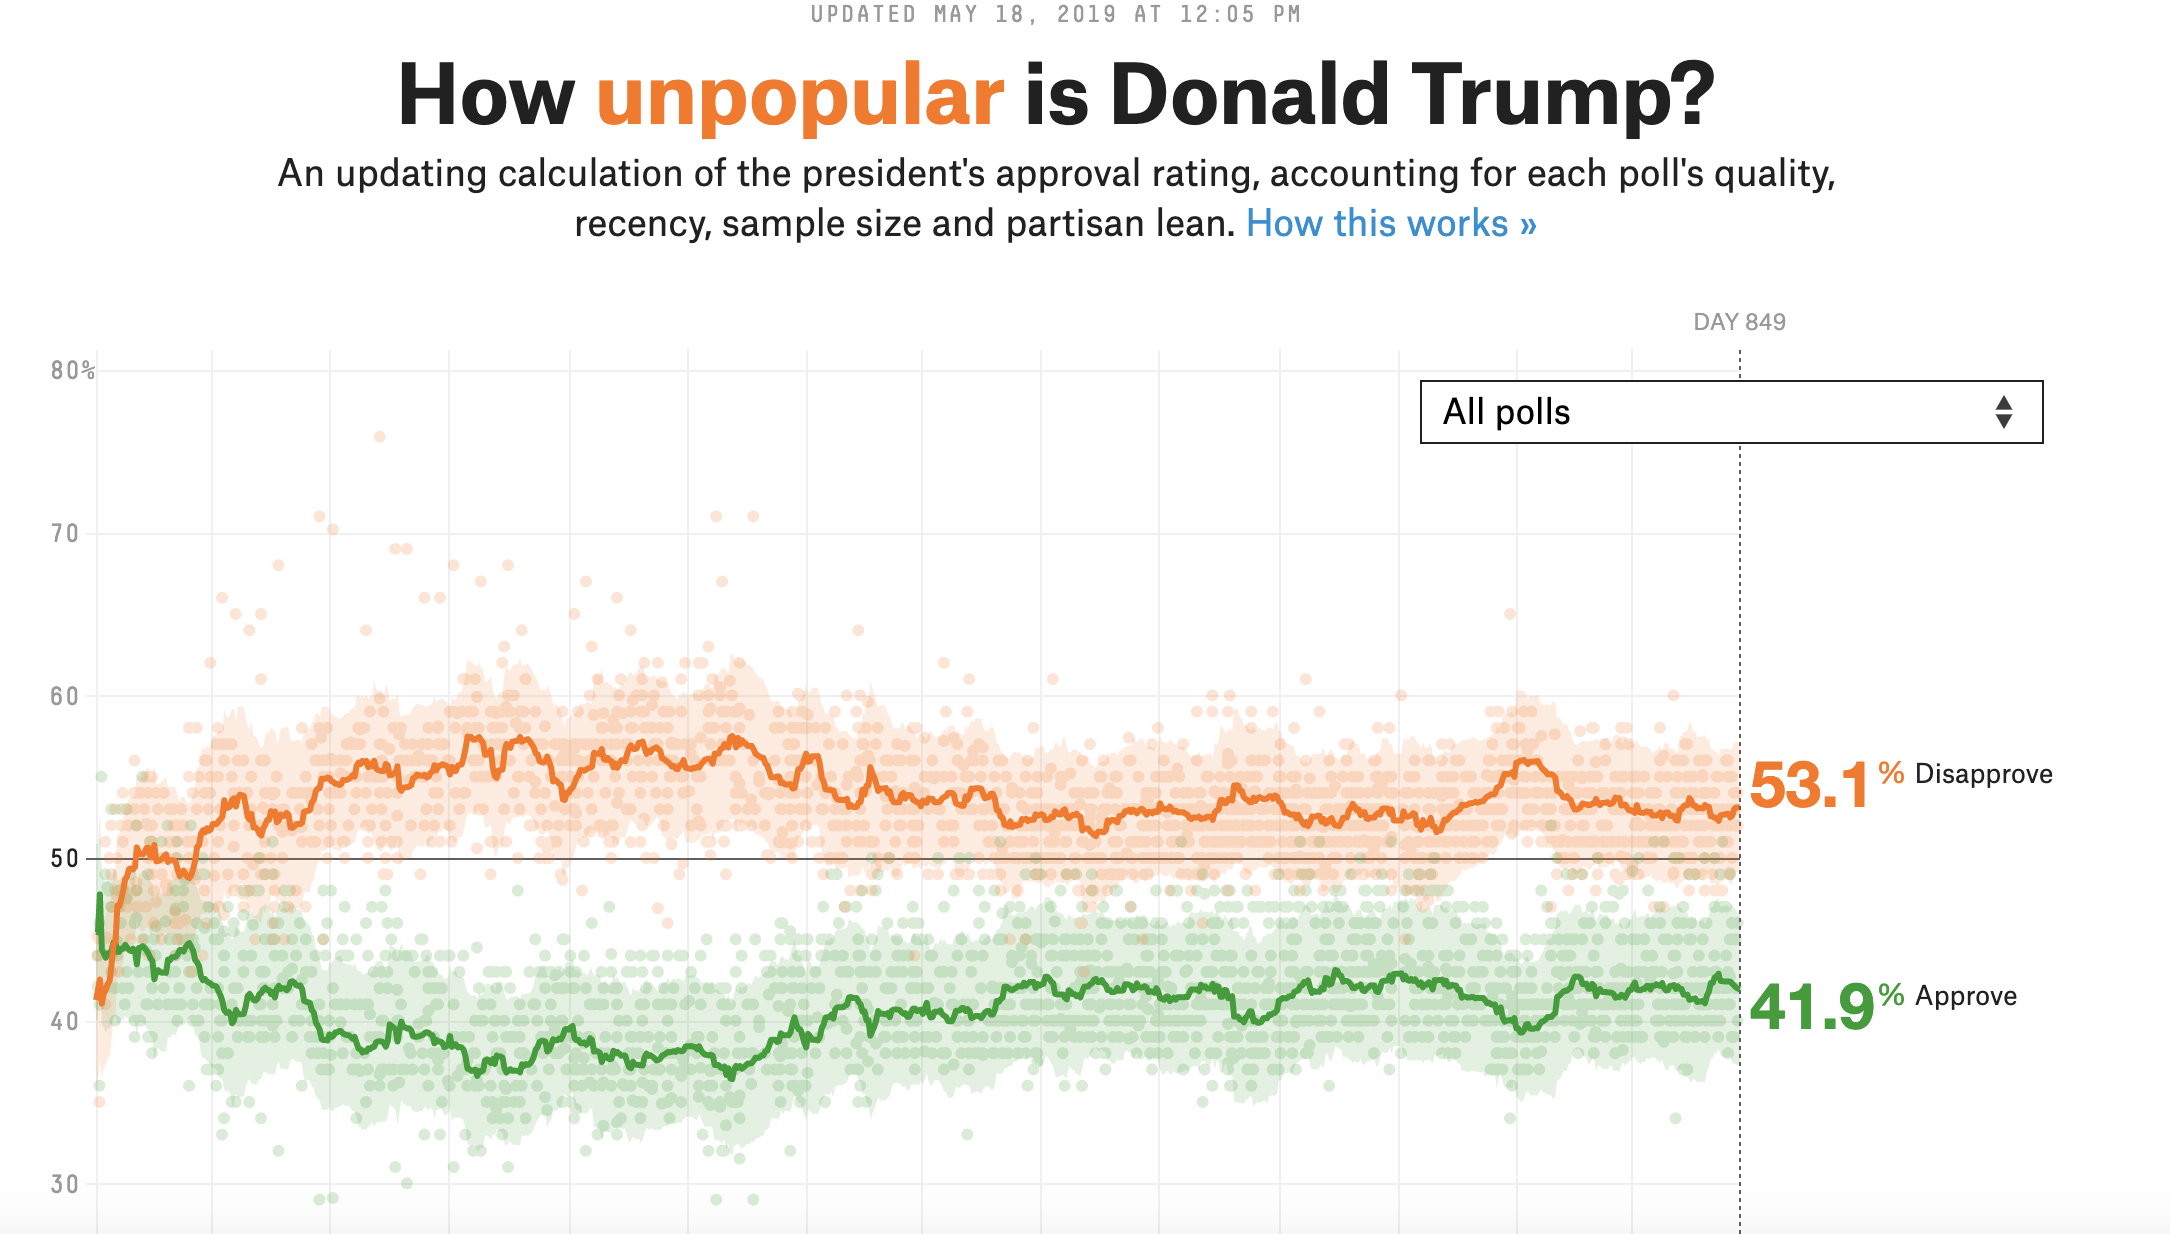 UPDATED MAY 18, 2019 AT 12:05 PM
How unpopular is Donald Trump?
An updating calculation of the president's approval rating, accounting for each poll's quality,
recency, sample size and partisan lean. How this works »
DAY 849
80%
All polls
70
60
53.1% Disapprove
50
41.9% Approve
40
30